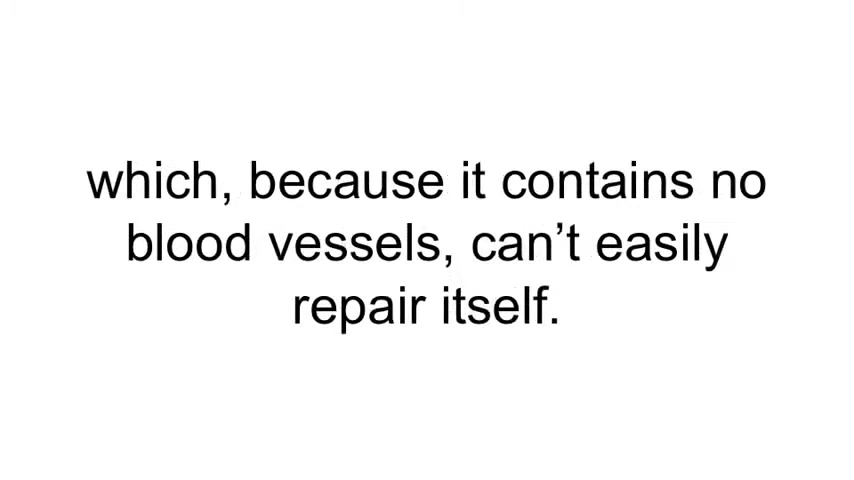 which, because it contains no
blood vessels, can’t easily
repair itself.